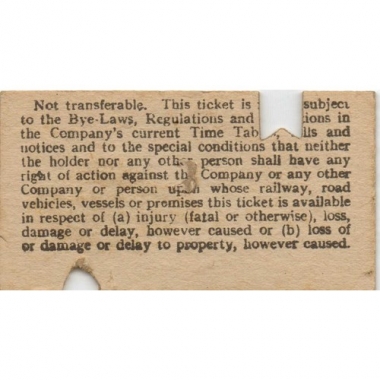 Not transferable. This ticket is subject
to the Bye-Laws, Regulations and ions in
the Company's current Time Tab lls and
notices and to the special conditions that neither
the holder nor any other person shall have any
right of action against the Company or any other
Company or person upon whose railway, road
vehicles, vessels or premises this ticket is available
in respect of (a) injury (fatal or otherwise), loss,
damage or delay, however caused or (b) loss of
or damage or delay to property, however caused.